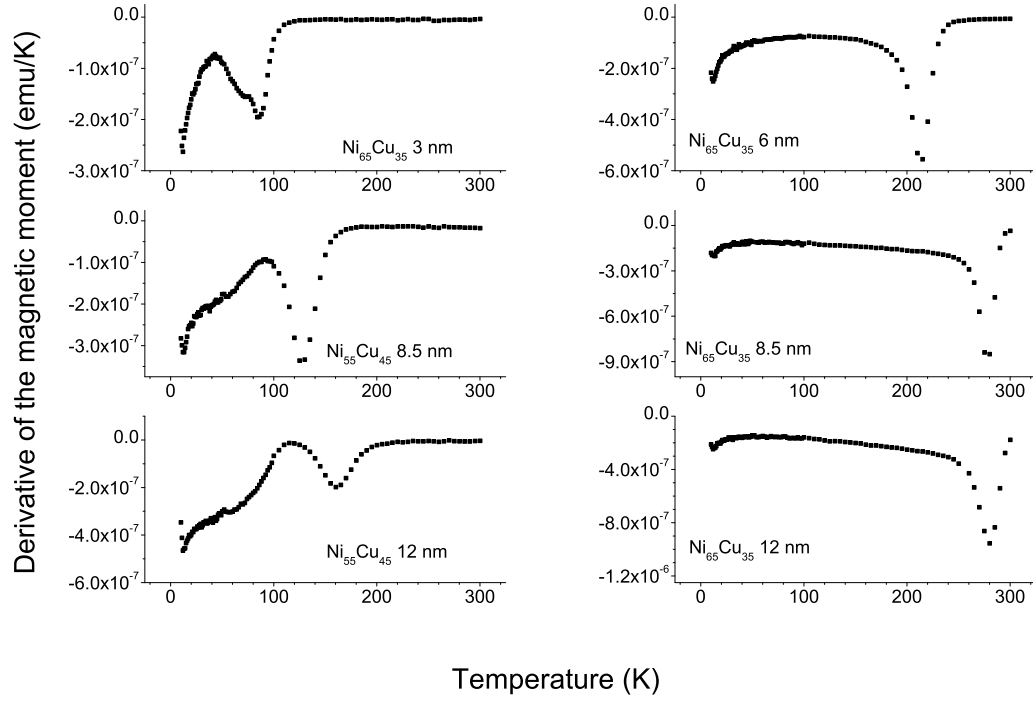 Derivative of the magnetic moment (emu/K)
0.0
-1.0x10⁻⁷
-2.0x10⁻⁷
-3.0x10⁻⁷
0 100 200 300
Ni₆₅Cu₃₅ 3 nm
0.0
-2.0x10⁻⁷
-4.0x10⁻⁷
-6.0x10⁻⁷
0 100 200 300
Ni₆₅Cu₃₅ 6 nm
0.0
-1.0x10⁻⁷
-2.0x10⁻⁷
-3.0x10⁻⁷
0 100 200 300
Ni₅₅Cu₄₅ 8.5 nm
0.0
-3.0x10⁻⁷
-6.0x10⁻⁷
-9.0x10⁻⁷
0 100 200 300
Ni₆₅Cu₃₅ 8.5 nm
0.0
-2.0x10⁻⁷
-4.0x10⁻⁷
-6.0x10⁻⁷
0 100 200 300
Ni₅₅Cu₄₅ 12 nm
0.0
-4.0x10⁻⁷
-8.0x10⁻⁷
-1.2x10⁻⁶
0 100 200 300
Ni₆₅Cu₃₅ 12 nm
Temperature (K)